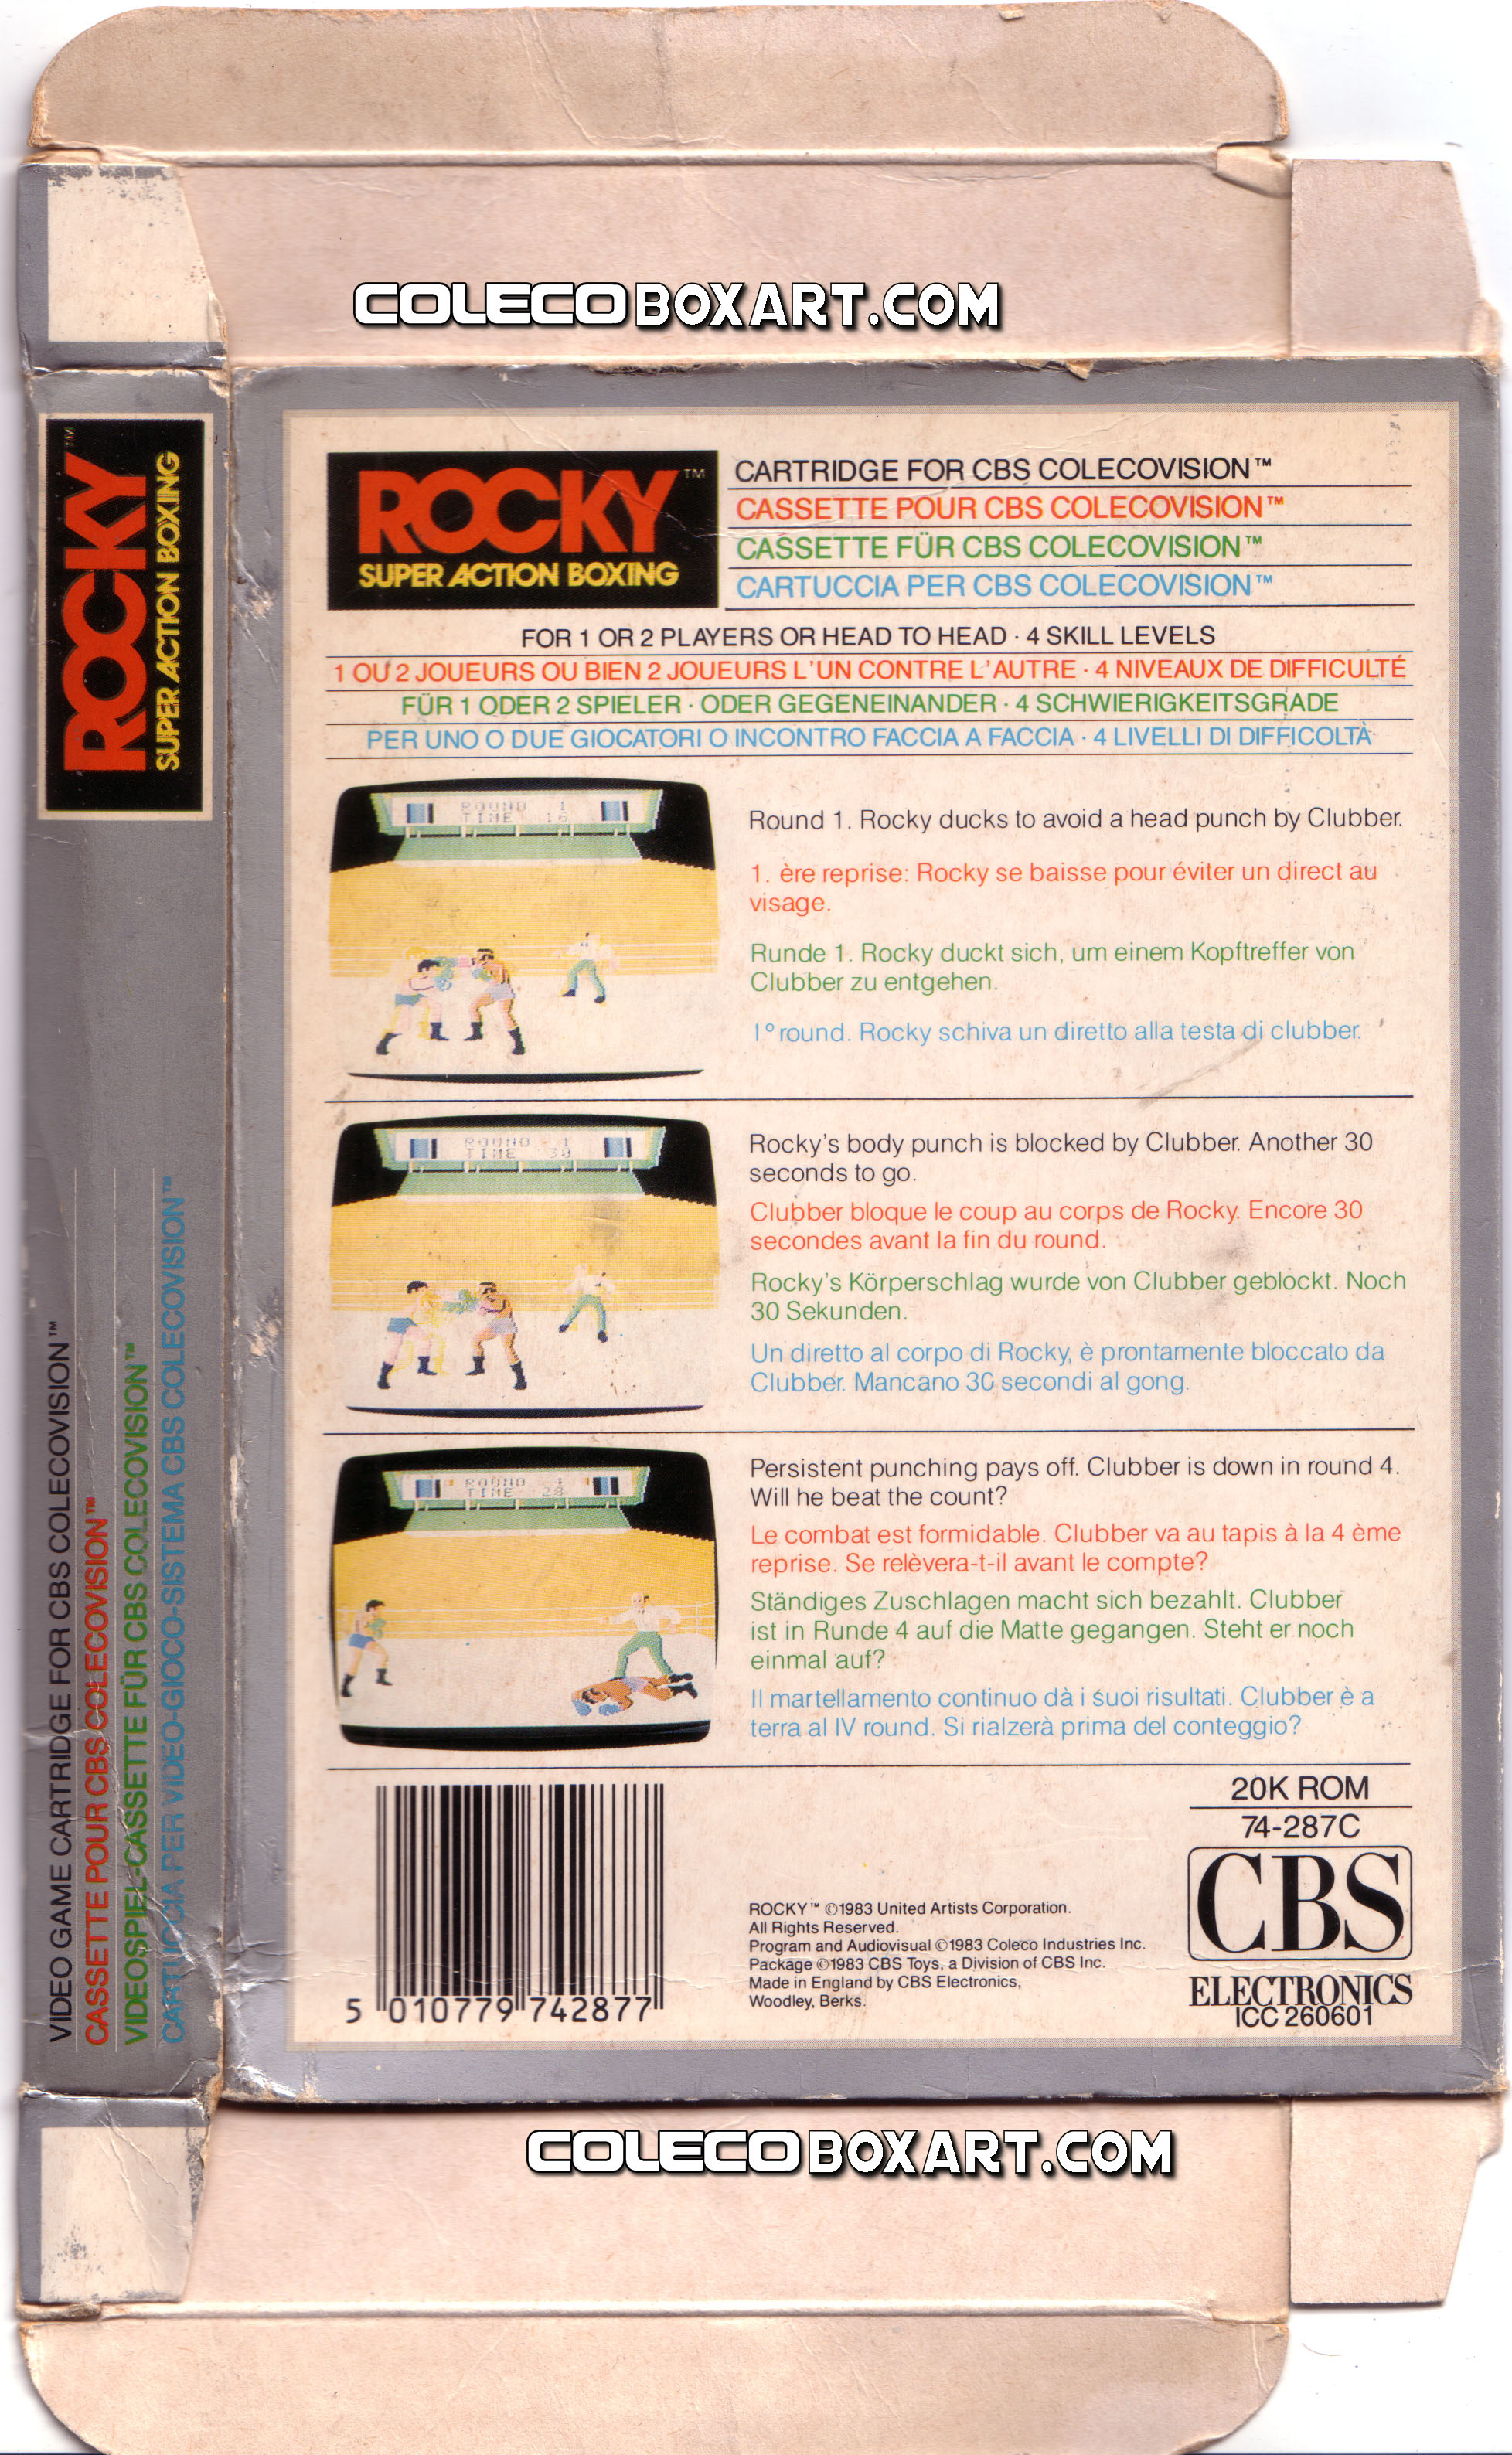 COLECOBOXART.COM
ROCKY™
SUPER ACTION BOXING
VIDEO GAME CARTRIDGE FOR CBS COLECOVISION™
CASSETTE POUR CBS COLECOVISION™
VIDEOSPIEL-CASSETTE FÜR CBS COLECOVISION™
CARTUCCIA PER VIDEO-GIOCO-SISTEMA CBS COLECOVISION™
ROCKY™
SUPER ACTION BOXING
CARTRIDGE FOR CBS COLECOVISION™
CASSETTE POUR CBS COLECOVISION™
CASSETTE FÜR CBS COLECOVISION™
CARTUCCIA PER CBS COLECOVISION™
FOR 1 OR 2 PLAYERS OR HEAD TO HEAD · 4 SKILL LEVELS
1 OU 2 JOUEURS OU BIEN 2 JOUEURS L'UN CONTRE L'AUTRE · 4 NIVEAUX DE DIFFICULTÉ
FÜR 1 ODER 2 SPIELER · ODER GEGENEINANDER · 4 SCHWIERIGKEITSGRADE
PER UNO O DUE GIOCATORI O INCONTRO FACCIA A FACCIA · 4 LIVELLI DI DIFFICOLTÀ
ROUND 1
TIME 16
Round 1. Rocky ducks to avoid a head punch by Clubber.
1. ère reprise: Rocky se baisse pour éviter un direct au
visage.
Runde 1. Rocky duckt sich, um einem Kopftreffer von
Clubber zu entgehen.
1° round. Rocky schiva un diretto alla testa di clubber.
ROUND 1
TIME 30
Rocky's body punch is blocked by Clubber. Another 30
seconds to go.
Clubber bloque le coup au corps de Rocky. Encore 30
secondes avant la fin du round.
Rocky's Körperschlag wurde von Clubber geblockt. Noch
30 Sekunden.
Un diretto al corpo di Rocky, è prontamente bloccato da
Clubber. Mancano 30 secondi al gong.
ROUND 4
TIME 28
Persistent punching pays off. Clubber is down in round 4.
Will he beat the count?
Le combat est formidable. Clubber va au tapis à la 4 ème
reprise. Se relèvera-t-il avant le compte?
Ständiges Zuschlagen macht sich bezahlt. Clubber
ist in Runde 4 auf die Matte gegangen. Steht er noch
einmal auf?
Il martellamento continuo dà i suoi risultati. Clubber è a
terra al IV round. Si rialzerà prima del conteggio?
5 010779 742877
ROCKY™ ©1983 United Artists Corporation.
All Rights Reserved.
Program and Audiovisual ©1983 Coleco Industries Inc.
Package ©1983 CBS Toys, a Division of CBS Inc.
Made in England by CBS Electronics,
Woodley, Berks.
20K ROM
74-287C
CBS
ELECTRONICS
ICC 260601
COLECOBOXART.COM